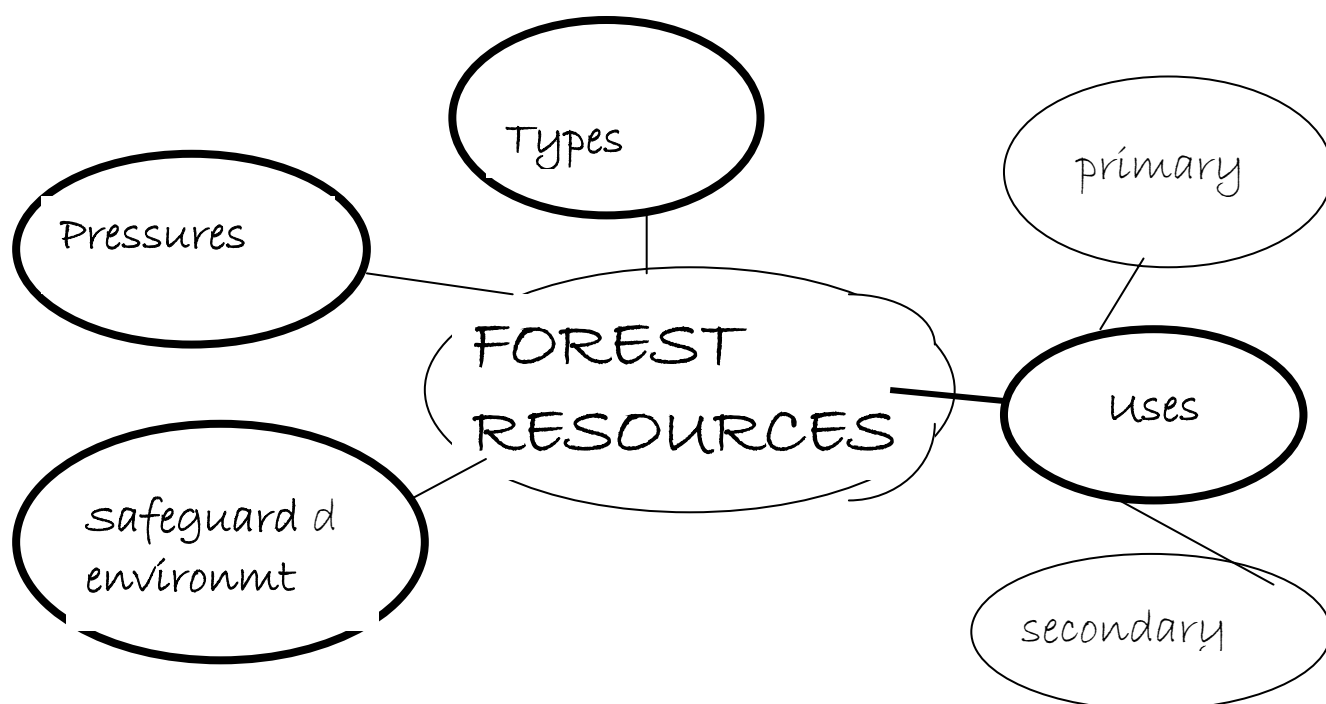 Types
primary
Pressures
FOREST
RESOURCES
Uses
Safeguard d
environmt
secondary